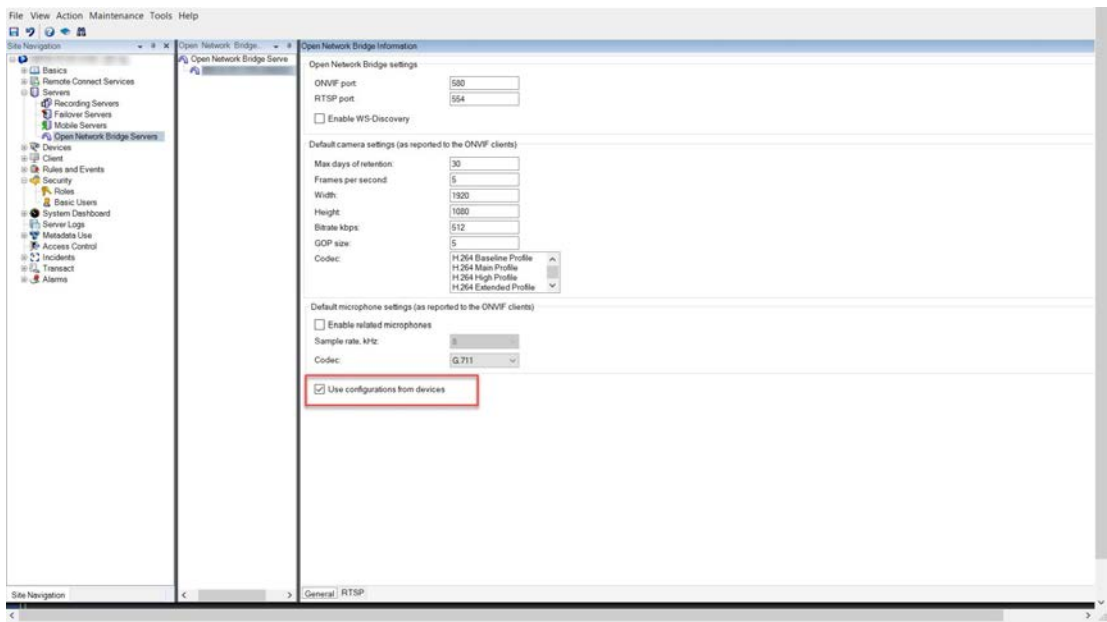 File View Action Maintenance Tools Help
Site Navigation
Basics
Remote Connect Services
Servers
Recording Servers
Failover Servers
Mobile Servers
Open Network Bridge Servers
Devices
Client
Rules and Events
Security
Roles
Basic Users
System Dashboard
Server Logs
Metadata Use
Access Control
Incidents
Transact
Alarms
Site Navigation
Open Network Bridge...
Open Network Bridge Serve
Open Network Bridge Information
Open Network Bridge settings
ONVIF port: 580
RTSP port: 554
Enable WS-Discovery
Default camera settings (as reported to the ONVIF clients)
Max days of retention: 30
Frames per second: 5
Width: 1920
Height: 1080
Bitrate kbps: 512
GOP size: 5
Codec: H.264 Baseline Profile
H.264 Main Profile
H.264 High Profile
H.264 Extended Profile
Default microphone settings (as reported to the ONVIF clients)
Enable related microphones
Sample rate, kHz: 8
Codec: G.711
Use configurations from devices
General RTSP